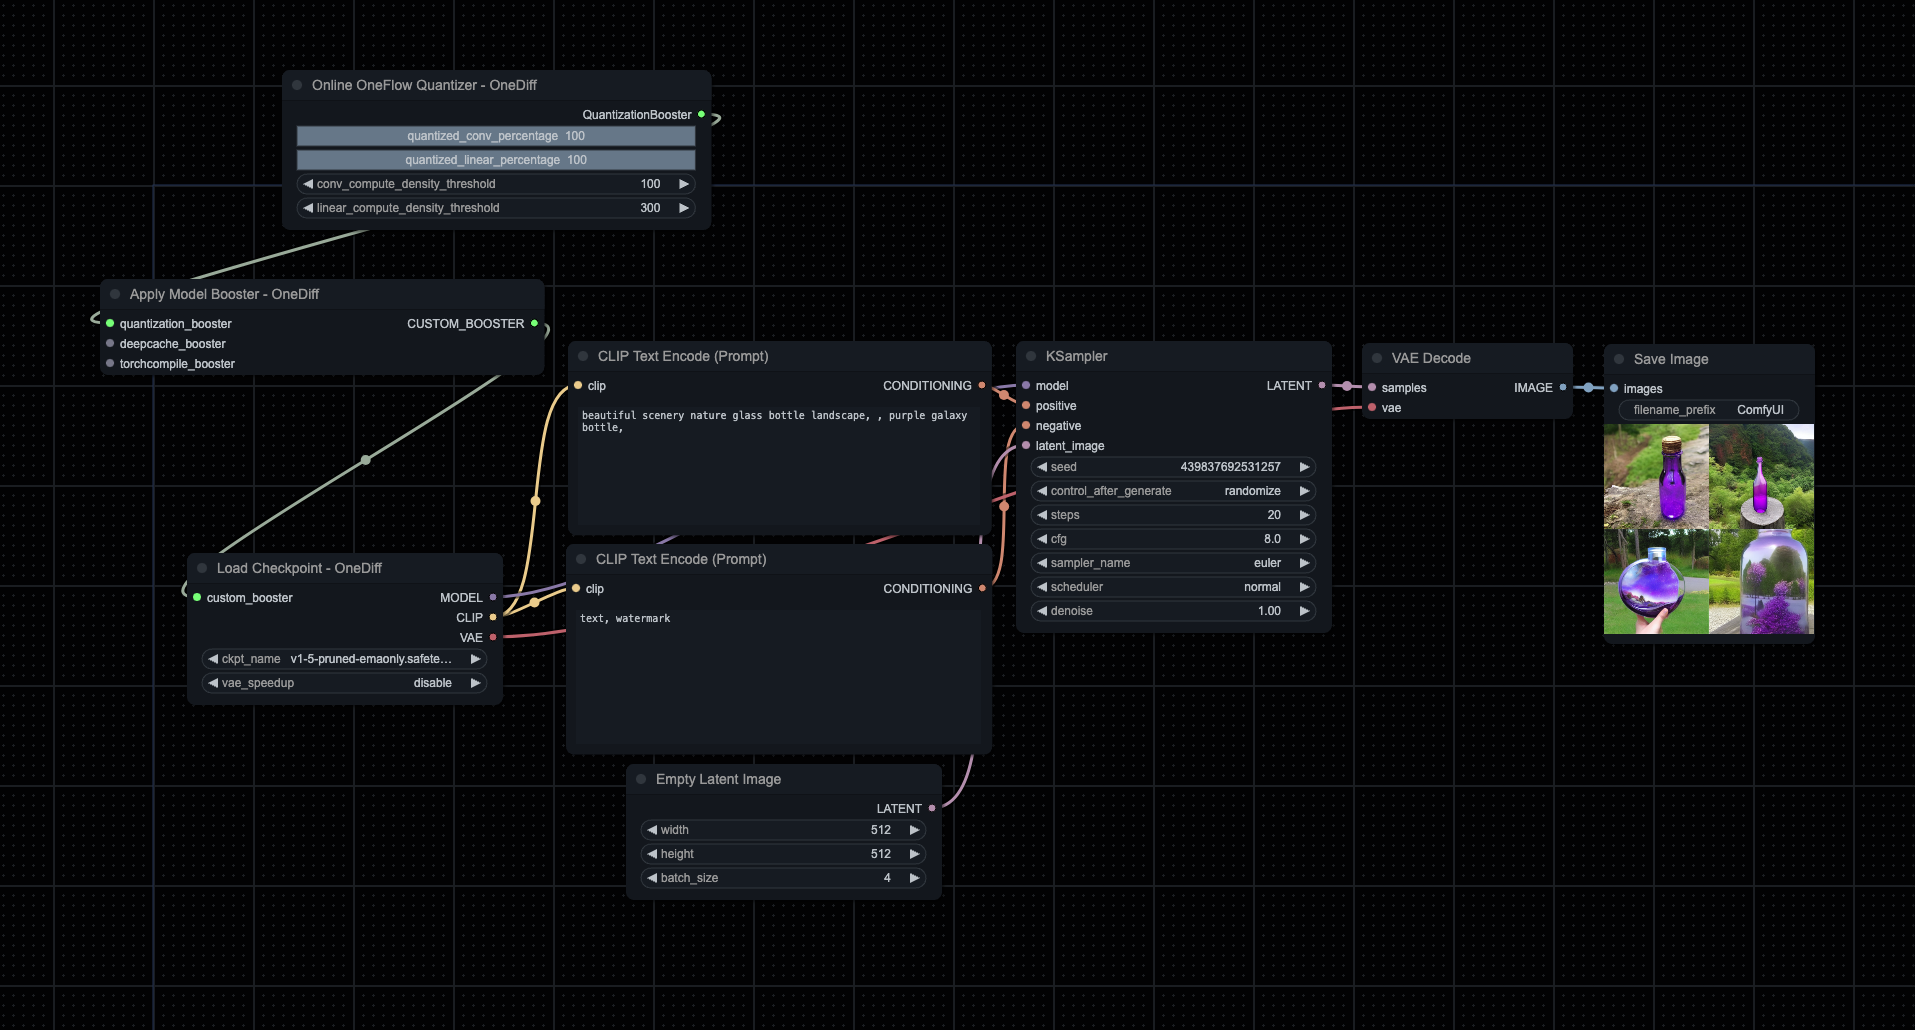 Online OneFlow Quantizer - OneDiff
QuantizationBooster
quantized_conv_percentage 100
quantized_linear_percentage 100
conv_compute_density_threshold 100
linear_compute_density_threshold 300
Apply Model Booster - OneDiff
quantization_booster CUSTOM_BOOSTER
deepcache_booster
torchcompile_booster
Load Checkpoint - OneDiff
custom_booster MODEL
CLIP
VAE
ckpt_name v1-5-pruned-emaonly.safete...
vae_speedup disable
CLIP Text Encode (Prompt)
clip CONDITIONING
beautiful scenery nature glass bottle landscape, , purple galaxy
bottle,
CLIP Text Encode (Prompt)
clip CONDITIONING
text, watermark
Empty Latent Image
LATENT
width 512
height 512
batch_size 4
KSampler
model LATENT
positive
negative
latent_image
seed 439837692531257
control_after_generate randomize
steps 20
cfg 8.0
sampler_name euler
scheduler normal
denoise 1.00
VAE Decode
samples IMAGE
vae
Save Image
images
filename_prefix ComfyUI